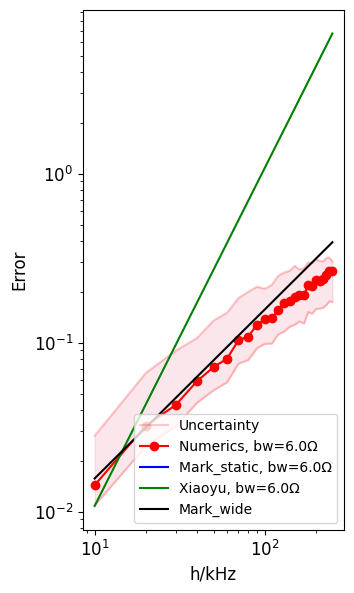 Error
10⁰
10⁻¹
10⁻²
Uncertainty
Numerics, bw=6.0Ω
Mark_static, bw=6.0Ω
Xiaoyu, bw=6.0Ω
Mark_wide
10¹
10²
h/kHz